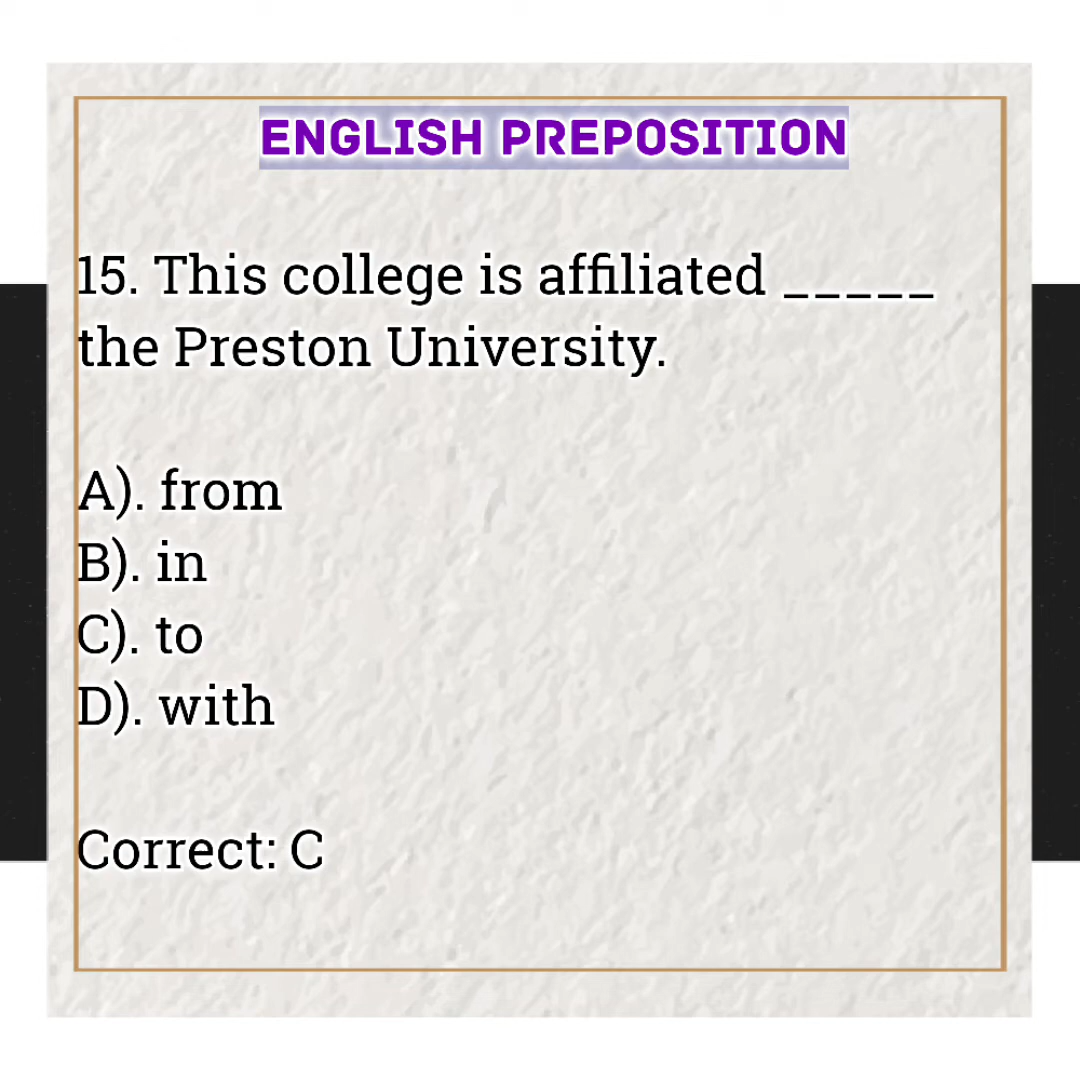 ENGLISH PREPOSITION
15. This college is affiliated _____
the Preston University.
A). from
B). in
C). to
D). with
Correct: C